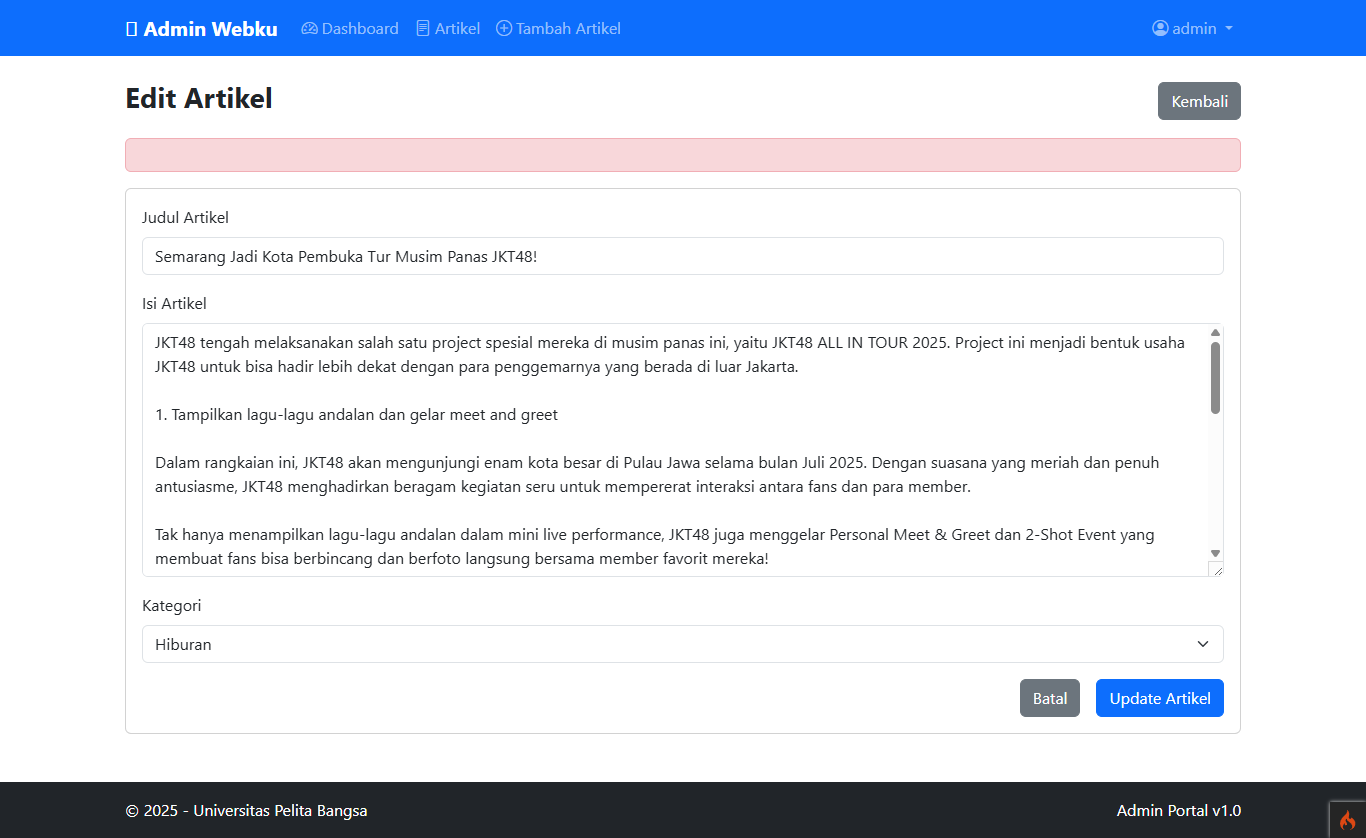 Admin Webku Dashboard Artikel Tambah Artikel admin
Edit Artikel
Kembali
Judul Artikel
Semarang Jadi Kota Pembuka Tur Musim Panas JKT48!
Isi Artikel
JKT48 tengah melaksanakan salah satu project spesial mereka di musim panas ini, yaitu JKT48 ALL IN TOUR 2025. Project ini menjadi bentuk usaha
JKT48 untuk bisa hadir lebih dekat dengan para penggemarnya yang berada di luar Jakarta.
1. Tampilkan lagu-lagu andalan dan gelar meet and greet
Dalam rangkaian ini, JKT48 akan mengunjungi enam kota besar di Pulau Jawa selama bulan Juli 2025. Dengan suasana yang meriah dan penuh
antusiasme, JKT48 menghadirkan beragam kegiatan seru untuk mempererat interaksi antara fans dan para member.
Tak hanya menampilkan lagu-lagu andalan dalam mini live performance, JKT48 juga menggelar Personal Meet & Greet dan 2-Shot Event yang
membuat fans bisa berbincang dan berfoto langsung bersama member favorit mereka!
Kategori
Hiburan
Batal Update Artikel
© 2025 - Universitas Pelita Bangsa Admin Portal v1.0